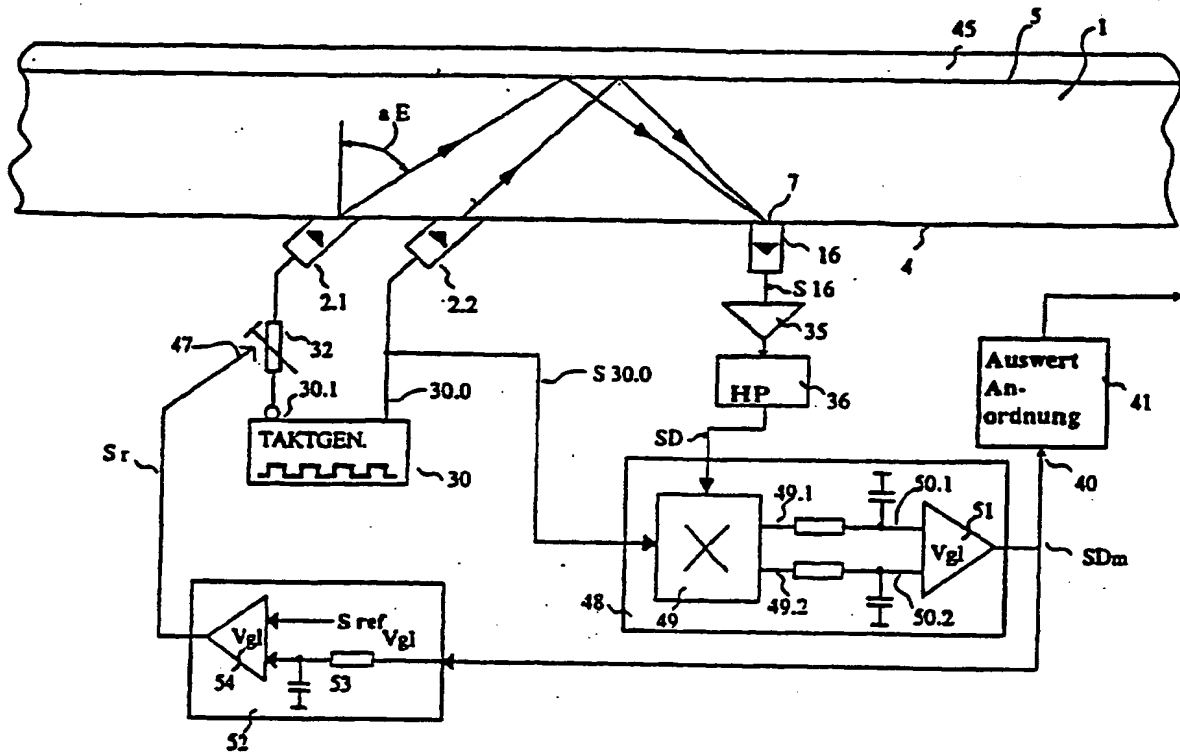 45
5
1
a E
7
16
4
2.1
2.2
S 16
35
47
32
30.1
30.0
S 30.0
HP
36
Auswert
An-
ordnung
41
TAKTGEN.
30
S r
SD
40
49.1
50.1
51
Vgl
SDm
49.2
50.2
48
49
S ref
Vgl
Vgl
54
53
52